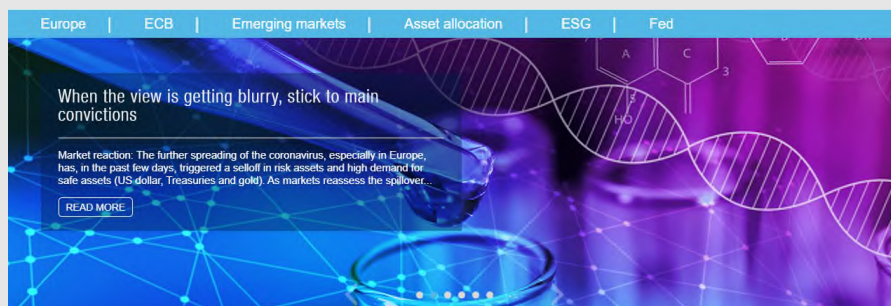 Europe | ECB | Emerging markets | Asset allocation | ESG | Fed
When the view is getting blurry, stick to main
convictions
Market reaction: The further spreading of the coronavirus, especially in Europe,
has, in the past few days, triggered a selloff in risk assets and high demand for
safe assets (US dollar, Treasuries and gold). As markets reassess the spillover...
READ MORE
A C
3
S
HO